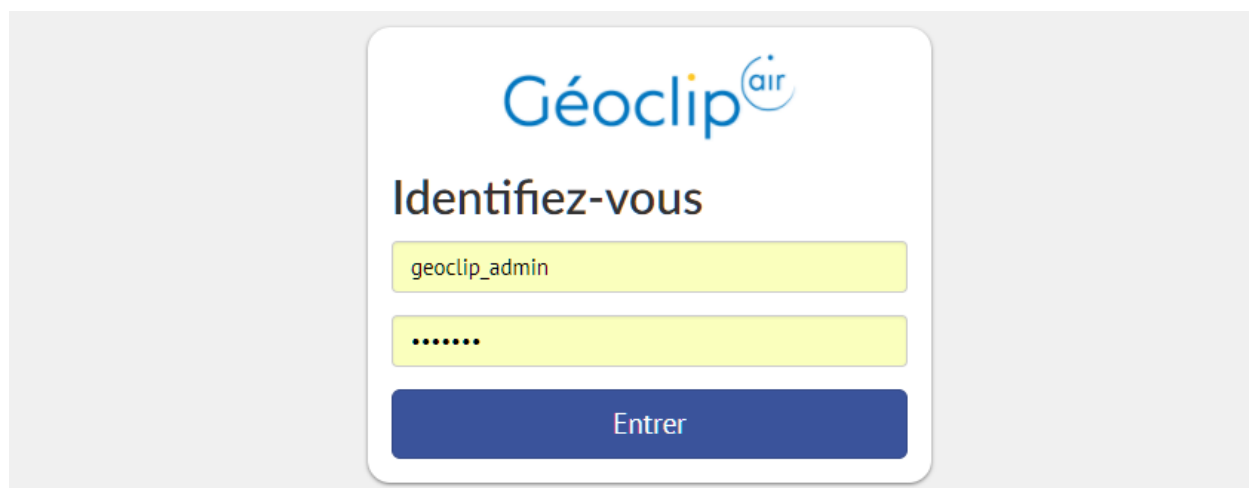 Géoclip air
Identifiez-vous
geoclip_admin
•••••••
Entrer